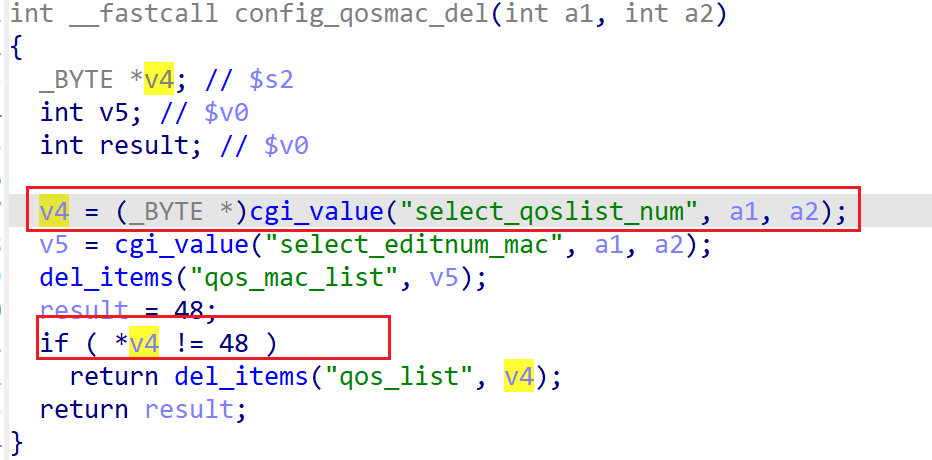 int __fastcall config_qosmac_del(int a1, int a2)
{
_BYTE *v4; // $s2
int v5; // $v0
int result; // $v0
v4 = (_BYTE *)cgi_value("select_qoslist_num", a1, a2);
v5 = cgi_value("select_editnum_mac", a1, a2);
del_items("qos_mac_list", v5);
result = 48;
if ( *v4 != 48 )
return del_items("qos_list", v4);
return result;
}